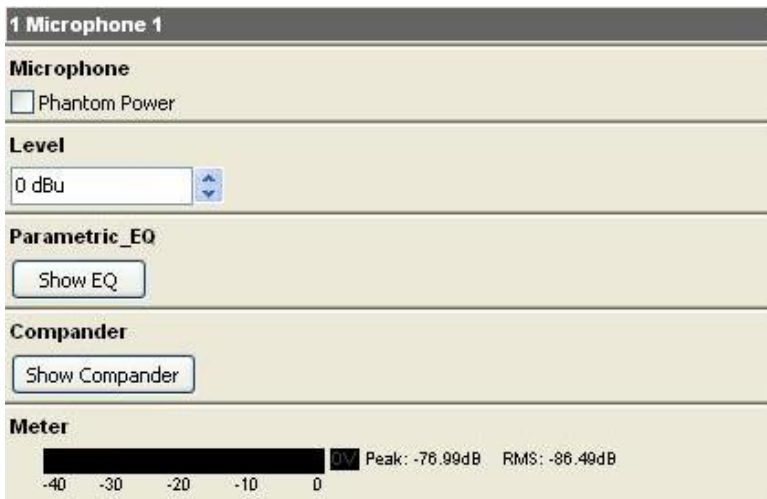 1 Microphone 1
Microphone
Phantom Power
Level
0 dBu
Parametric_EQ
Show EQ
Compander
Show Compander
Meter
OV Peak: -76.99dB RMS: -86.49dB
-40 -30 -20 -10 0